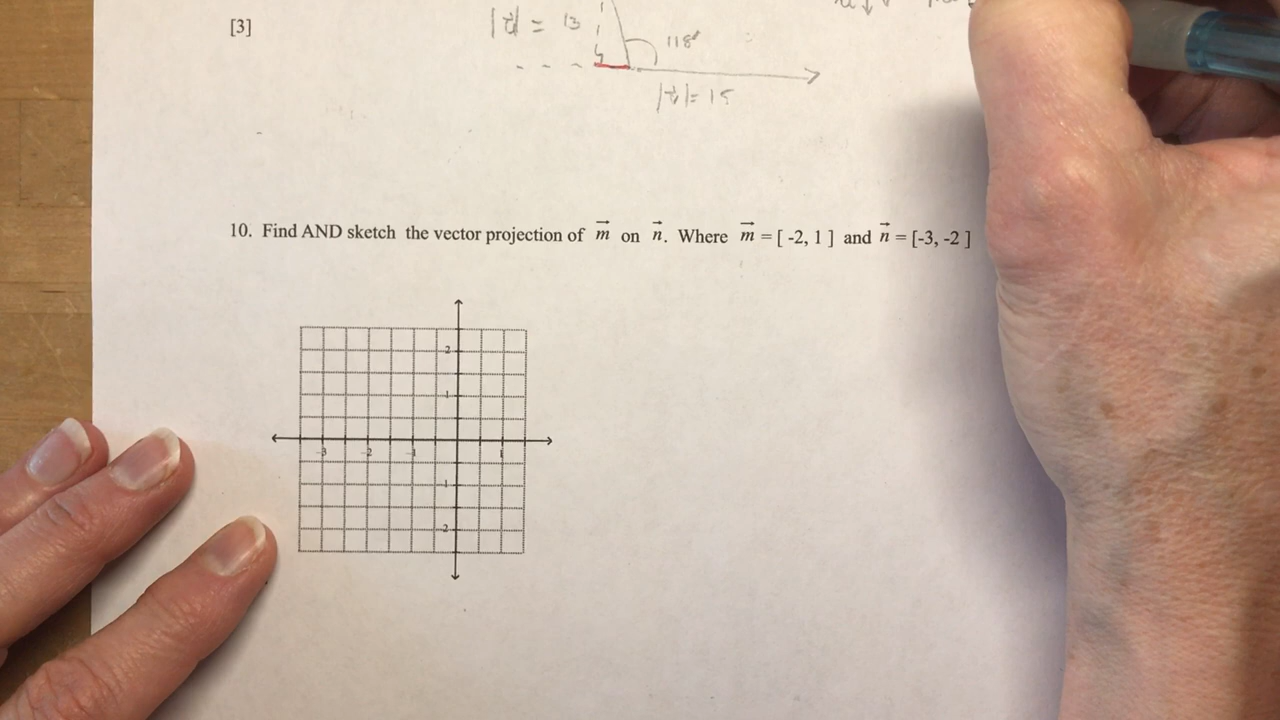 [3]
|u⃗| = 13
118°
|v⃗| = 15
10. Find AND sketch the vector projection of m⃗ on n⃗. Where m⃗ = [ -2, 1 ] and n⃗ = [-3, -2 ]
2
1
-3 -2 -1 1
-1
-2